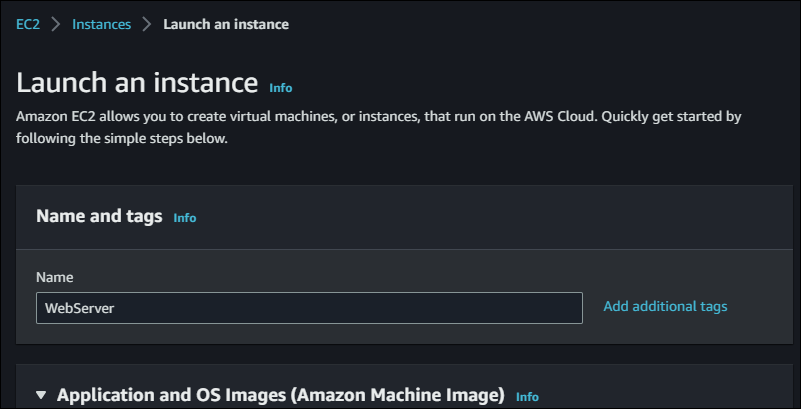 EC2 > Instances > Launch an instance
Launch an instance Info
Amazon EC2 allows you to create virtual machines, or instances, that run on the AWS Cloud. Quickly get started by
following the simple steps below.
Name and tags Info
Name
WebServer Add additional tags
▼ Application and OS Images (Amazon Machine Image) Info